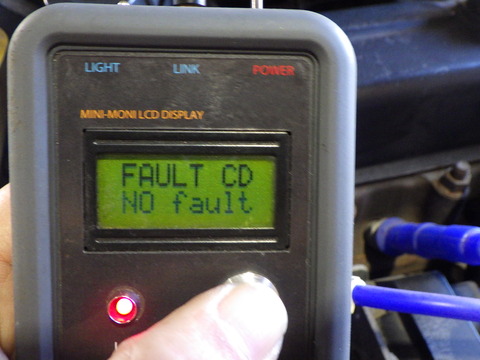 LIGHT LINK POWER
MINI-MONI LCD DISPLAY
FAULT CD
NO fault